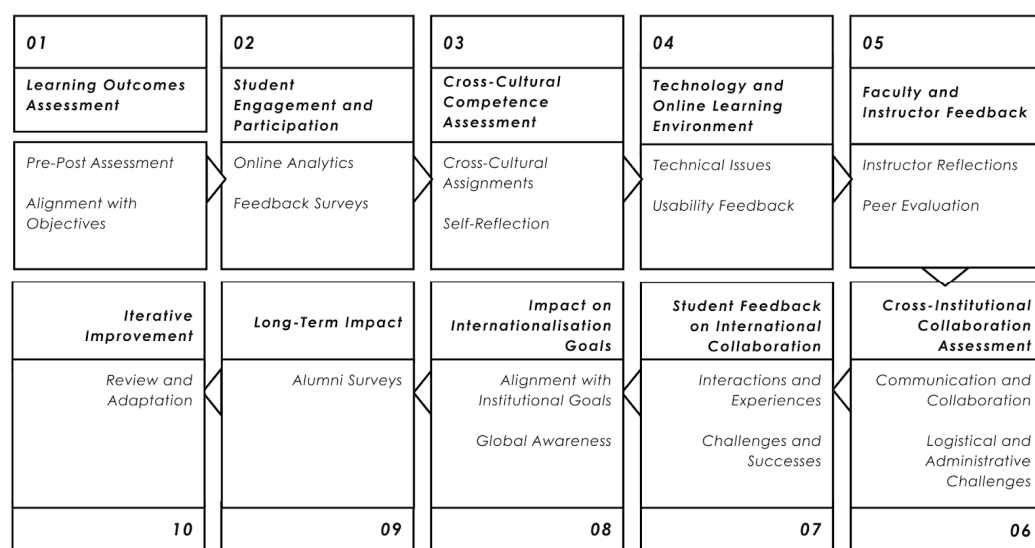 01
Learning Outcomes
Assessment
Pre-Post Assessment
Alignment with
Objectives
02
Student
Engagement and
Participation
Online Analytics
Feedback Surveys
03
Cross-Cultural
Competence
Assessment
Cross-Cultural
Assignments
Self-Reflection
04
Technology and
Online Learning
Environment
Technical Issues
Usability Feedback
05
Faculty and
Instructor Feedback
Instructor Reflections
Peer Evaluation
Cross-Institutional
Collaboration
Assessment
Communication and
Collaboration
Logistical and
Administrative
Challenges
06
Student Feedback
on International
Collaboration
Interactions and
Experiences
Challenges and
Successes
07
Impact on
Internationalisation
Goals
Alignment with
Institutional Goals
Global Awareness
08
Long-Term Impact
Alumni Surveys
09
Iterative
Improvement
Review and
Adaptation
10